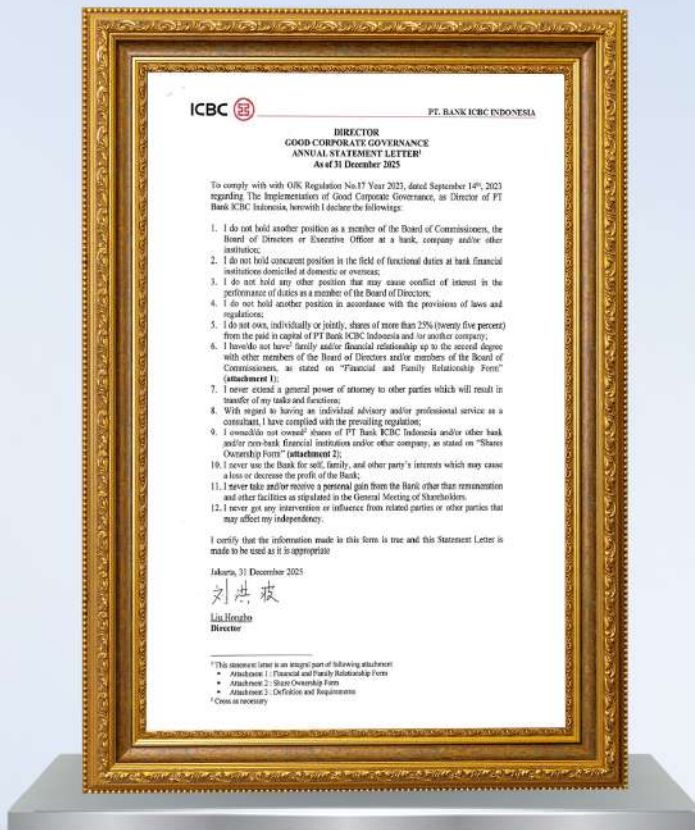 ICBC
PT. BANK ICBC INDONESIA
DIRECTOR
GOOD CORPORATE GOVERNANCE
ANNUAL STATEMENT LETTER¹
As of 31 December 2025
To comply with with OJK Regulation No.17 Year 2023, dated September 14th, 2023
regarding The Implementation of Good Corporate Governance, as Director of PT
Bank ICBC Indonesia, herewith I declare the followings:
1. I do not hold another position as a member of the Board of Commissioners, the
Board of Directors or Executive Officer at a bank, company and/or other
institution;
2. I do not hold concurent position in the field of functional duties at bank financial
institutions domiciled at domestic or overseas;
3. I do not hold any other position that may cause conflict of interest in the
performance of duties as a member of the Board of Directors;
4. I do not hold another position in accordance with the provisions of laws and
regulations;
5. I do not own, individually or jointly, shares of more than 25% (twenty five percent)
from the paid in capital of PT Bank ICBC Indonesia and /or another company;
6. I have/do not have² family and/or financial relationship up to the second degree
with other members of the Board of Directors and/or members of the Board of
Commissioners, as stated on "Financial and Family Relationship Form"
(attachment 1);
7. I never extend a general power of attorney to other parties which will result in
transfer of my tasks and functions;
8. With regard to having an individual advisory and/or professional service as a
consultant, I have complied with the prevailing regulation;
9. I owned/do not owned² shares of PT Bank ICBC Indonesia and/or other bank
and/or non-bank financial institution and/or other company, as stated on "Shares
Ownership Form" (attachment 2);
10. I never use the Bank for self, family, and other party's interests which may cause
a loss or decrease the profit of the Bank;
11. I never take and/or receive a personal gain from the Bank other than remuneration
and other facilities as stipulated in the General Meeting of Shareholders.
12. I never got any intervention or influence from related parties or other parties that
may affect my independency.
I certify that the information made in this form is true and this Statement Letter is
made to be used as it is appropriate
Jakarta, 31 December 2025
刘洪波
Liu Hongbo
Director
¹ This statement letter is an integral part of following attachment
• Attachment 1 : Financial and Family Relationship Form
• Attachment 2 : Share Ownership Form
• Attachment 3 : Definition and Requirements
² Cross as necessary